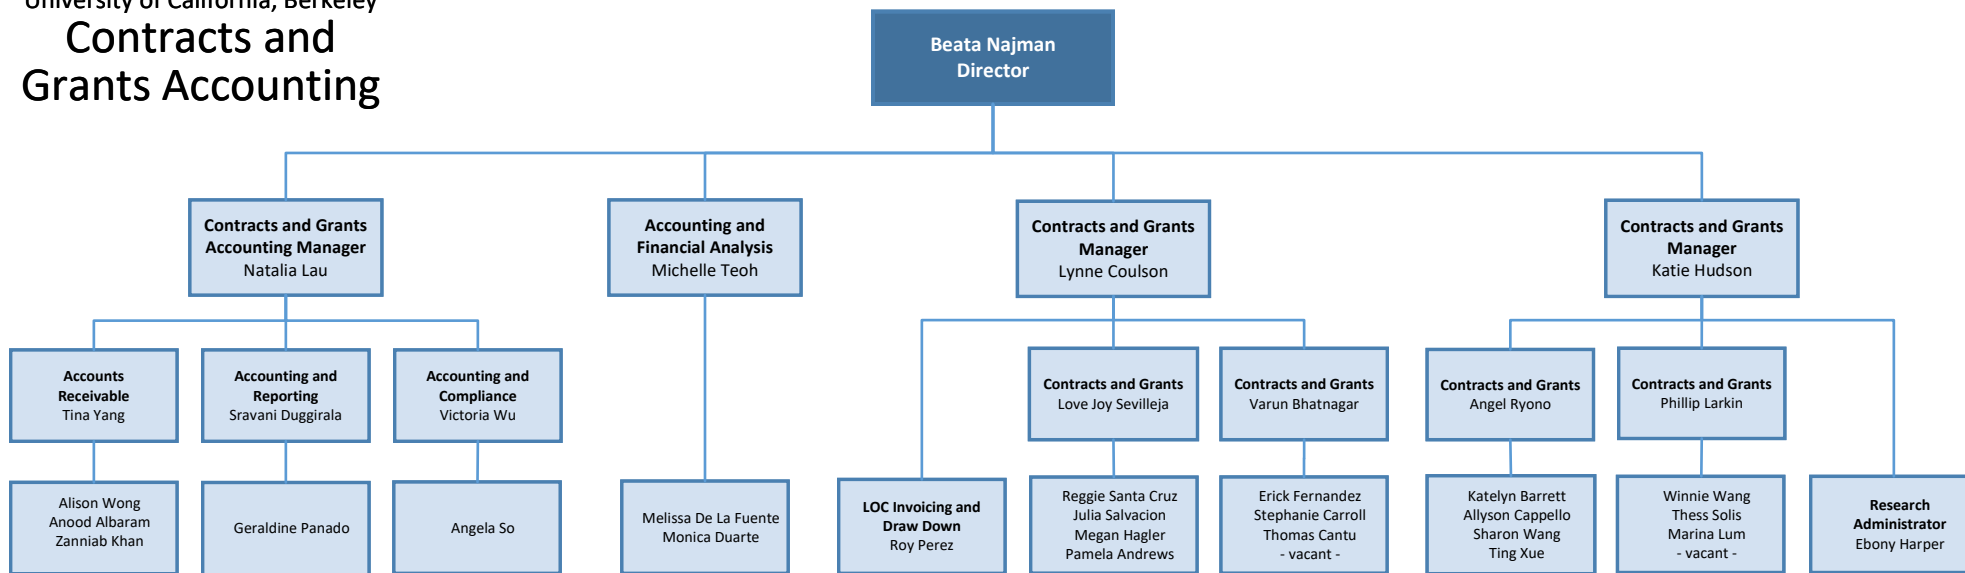 University of California, Berkeley
Contracts and
Grants Accounting
Beata Najman
Director
Contracts and Grants
Accounting Manager
Natalia Lau
Accounting and
Financial Analysis
Michelle Teoh
Contracts and Grants
Manager
Lynne Coulson
Contracts and Grants
Manager
Katie Hudson
Accounts
Receivable
Tina Yang
Accounting and
Reporting
Sravani Duggirala
Accounting and
Compliance
Victoria Wu
Contracts and Grants
Love Joy Sevilleja
Contracts and Grants
Varun Bhatnagar
Contracts and Grants
Angel Ryono
Contracts and Grants
Phillip Larkin
Alison Wong
Anood Albaram
Zanniab Khan
Geraldine Panado
Angela So
Melissa De La Fuente
Monica Duarte
LOC Invoicing and
Draw Down
Roy Perez
Reggie Santa Cruz
Julia Salvacion
Megan Hagler
Pamela Andrews
Erick Fernandez
Stephanie Carroll
Thomas Cantu
- vacant -
Katelyn Barrett
Allyson Cappello
Sharon Wang
Ting Xue
Winnie Wang
Thess Solis
Marina Lum
- vacant -
Research
Administrator
Ebony Harper